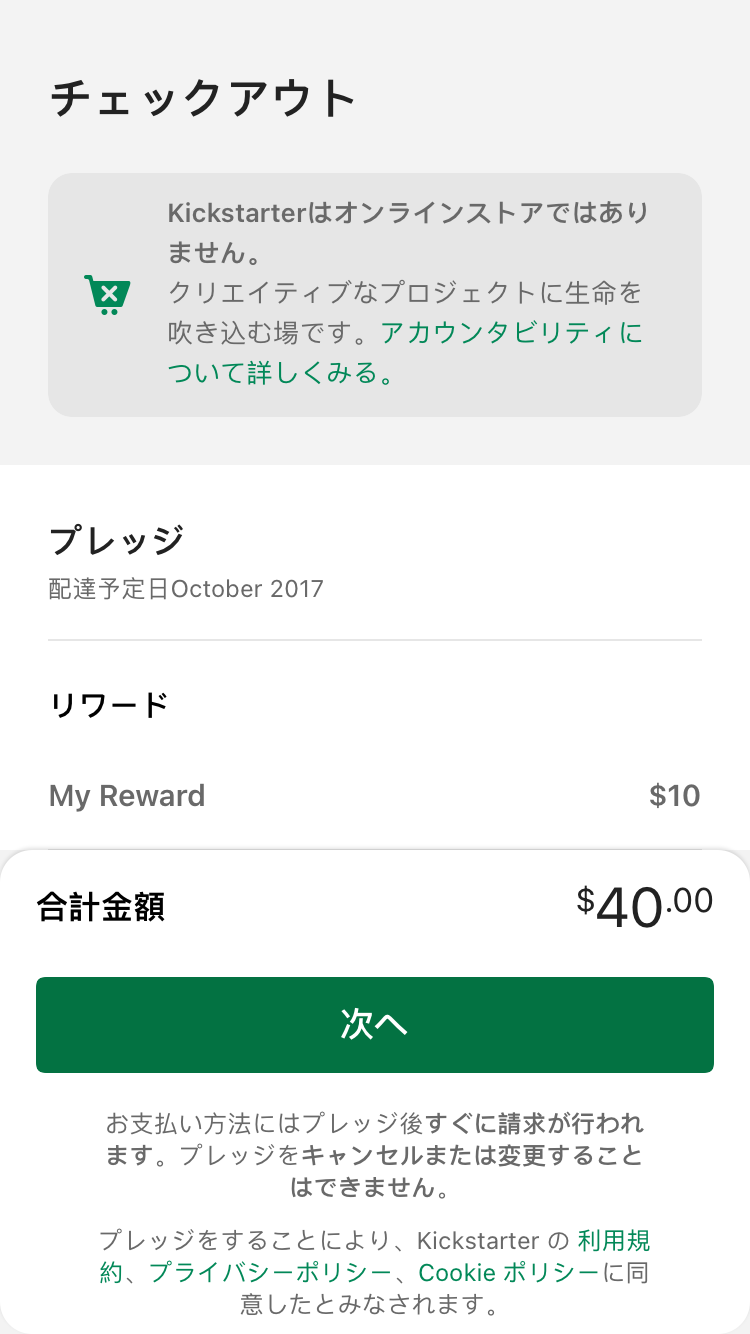 チェックアウト
Kickstarterはオンラインストアではあり
ません。
クリエイティブなプロジェクトに生命を
吹き込む場です。アカウンタビリティに
ついて詳しくみる。
プレッジ
配達予定日October 2017
リワード
My Reward $10
合計金額 $40.00
次へ
お支払い方法にはプレッジ後すぐに請求が行われ
ます。プレッジをキャンセルまたは変更すること
はできません。
プレッジをすることにより、Kickstarter の 利用規
約、プライバシーポリシー、Cookie ポリシーに同
意したとみなされます。